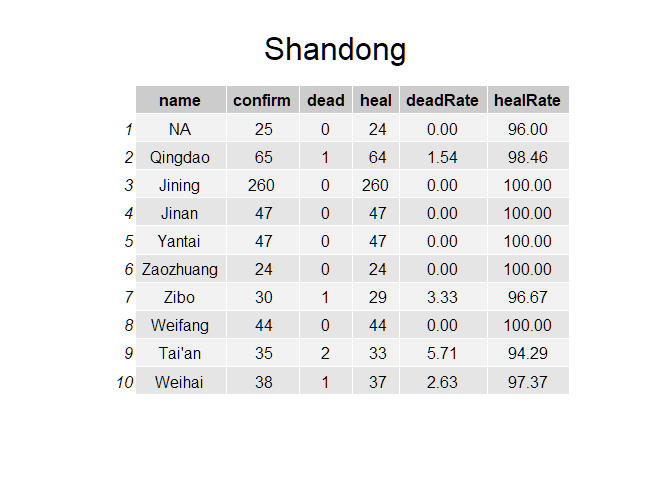 Shandong
name confirm dead heal deadRate healRate
1 NA 25 0 24 0.00 96.00
2 Qingdao 65 1 64 1.54 98.46
3 Jining 260 0 260 0.00 100.00
4 Jinan 47 0 47 0.00 100.00
5 Yantai 47 0 47 0.00 100.00
6 Zaozhuang 24 0 24 0.00 100.00
7 Zibo 30 1 29 3.33 96.67
8 Weifang 44 0 44 0.00 100.00
9 Tai'an 35 2 33 5.71 94.29
10 Weihai 38 1 37 2.63 97.37